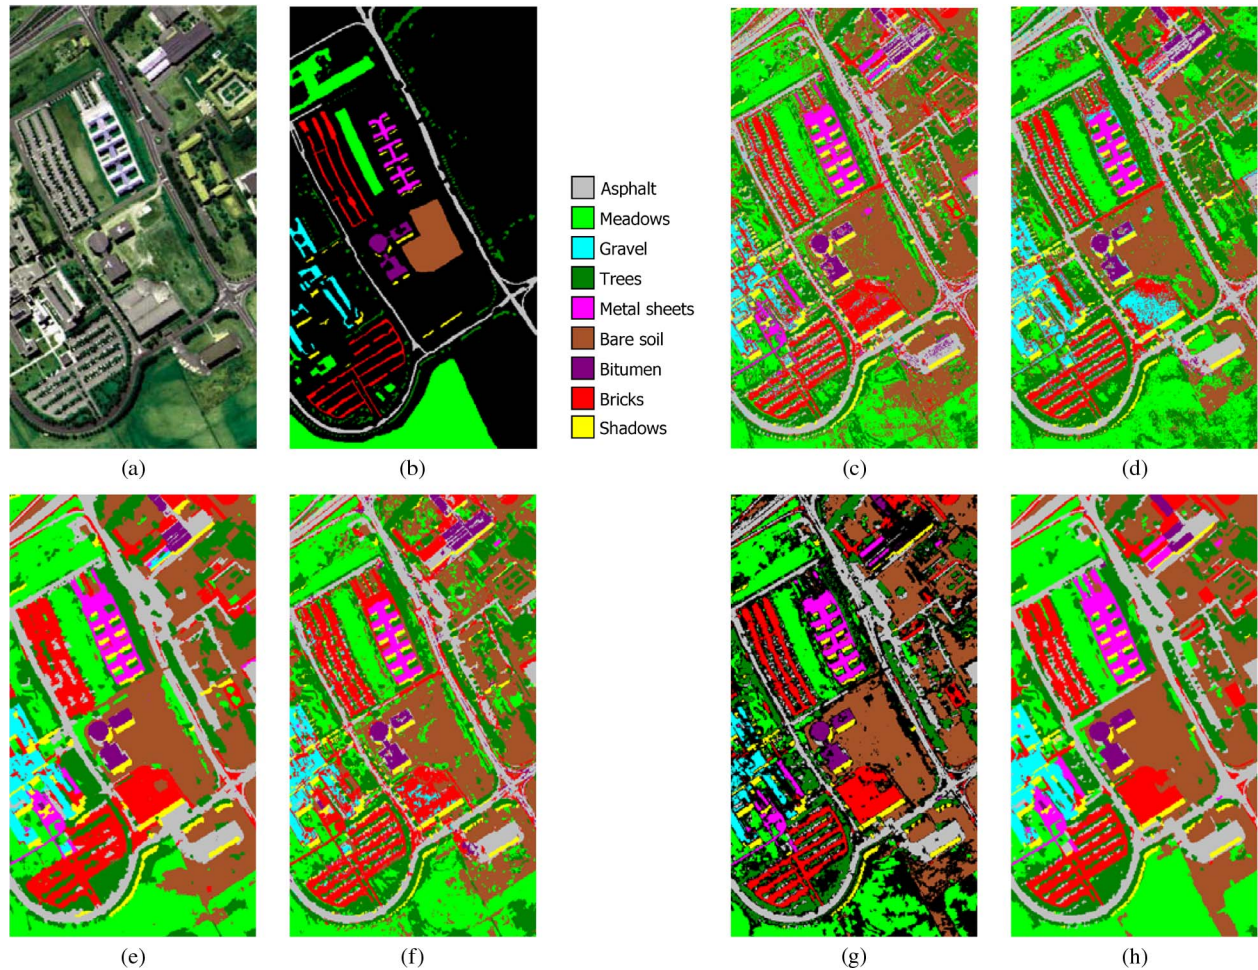 Asphalt
Meadows
Gravel
Trees
Metal sheets
Bare soil
Bitumen
Bricks
Shadows
(a)
(b)
(c)
(d)
(e)
(f)
(g)
(h)